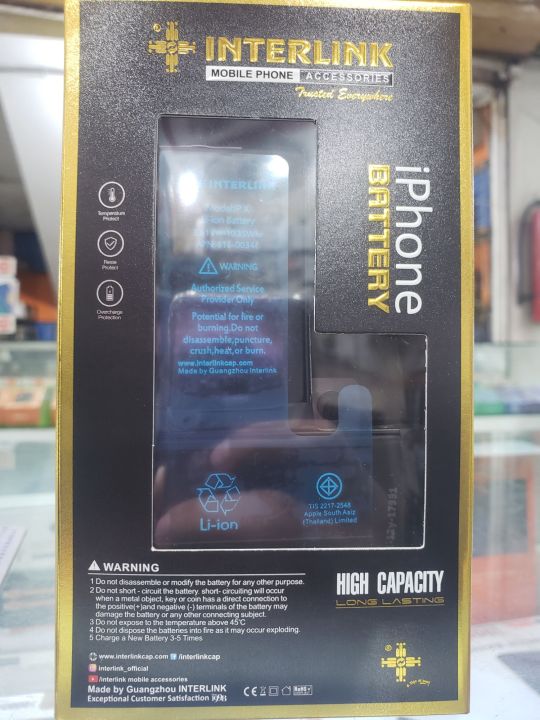 INTERLINK
MOBILE PHONE ACCESSORIES
Trusted Everywhere
iPhone
BATTERY
Temperature
Protect
Protect
Overcharge
Protection
INTERLINK
Li-ion Battery
WARNING
Authorized Service
Provider Only
Potential for fire or
burning.Do not
disassemble,puncture,
crush,heat,or burn.
www.interlinkcap.com
Made by Guangzhou Interlink
Li-ion
TIS 2217-2548
Apple South Asiz
(Thailand) Limited
WARNING
1 Do not disassemble or modify the battery for any other purpose.
2 Do not short - circuit the battery. short- circuiting will occur
when a metal object, key or coin has a direct connection to
the positive(+)and negative (-) terminals of the battery may
damage the battery or any other connecting subject.
3 Do not expose to the temperature above 45°C
4 Do not dispose the batteries into fire as it may occur exploding.
5 Charge a New Battery 3-5 Times
HIGH CAPACITY
LONG LASTING
www.interlinkcap.com /interlinkcap
interlink_official
/interlink mobile accessories
Made by Guangzhou INTERLINK
Exceptional Customer Satisfaction
CE RoHS